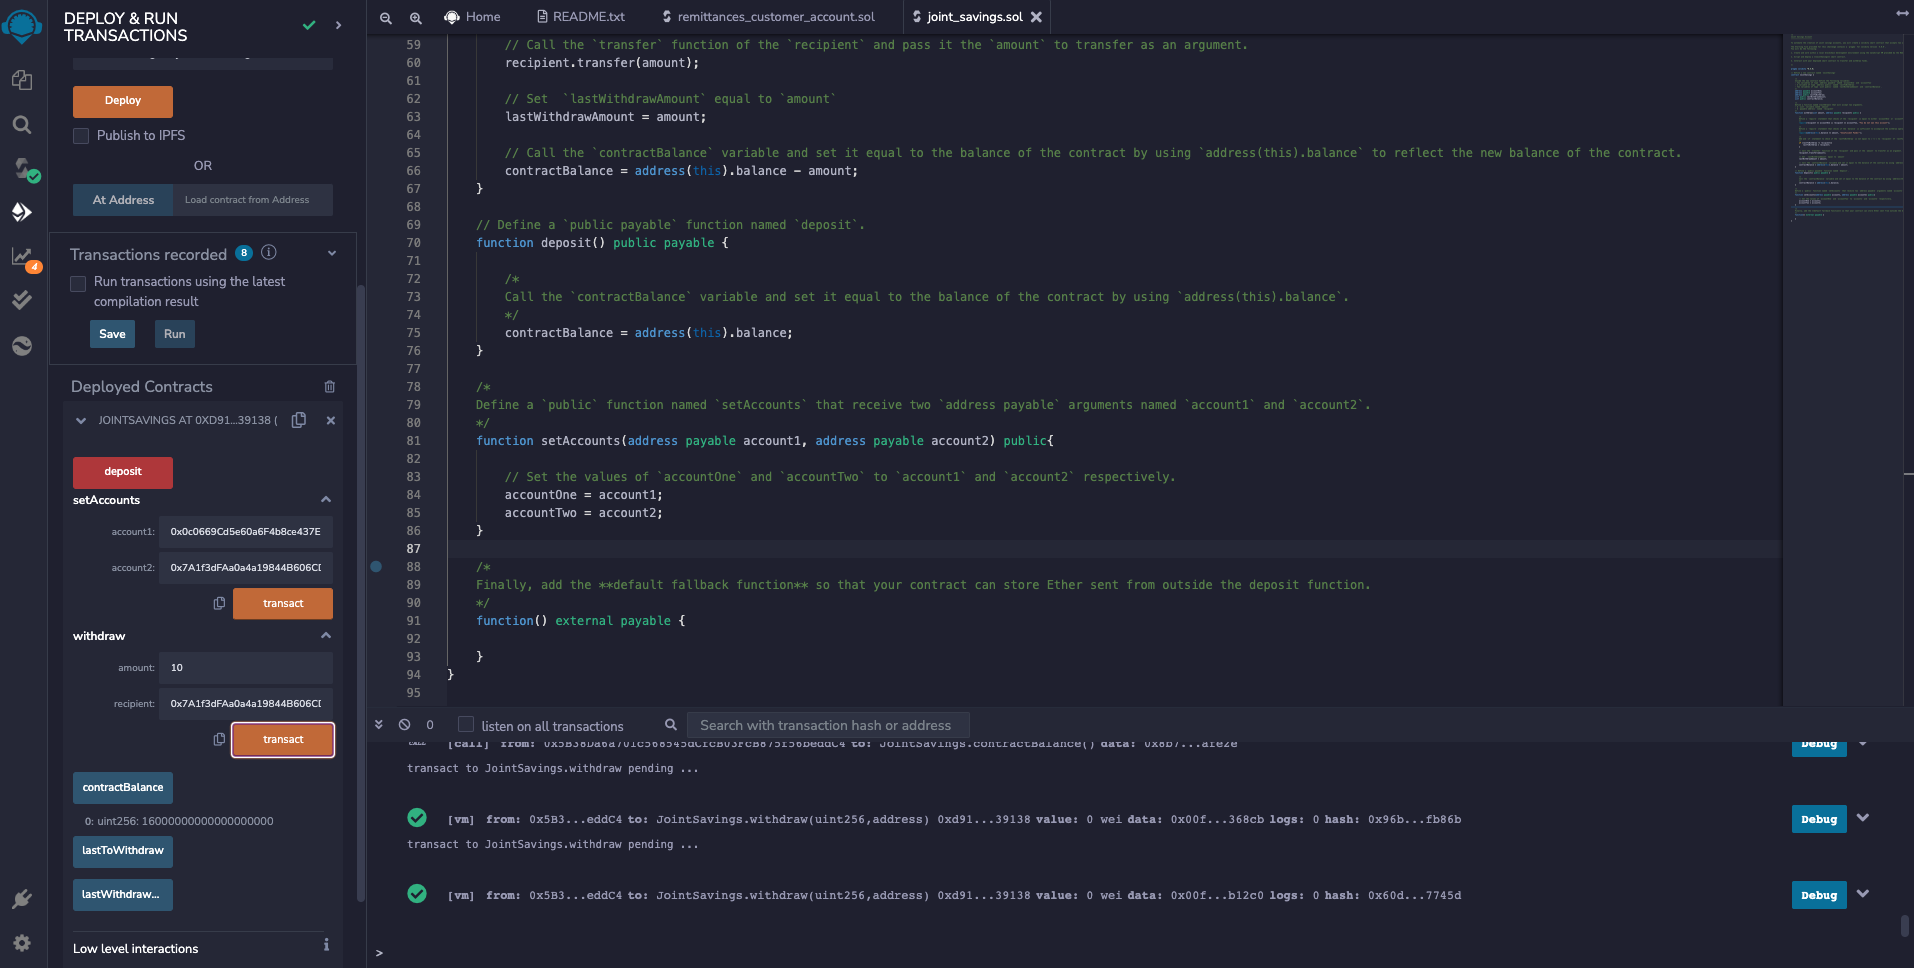 DEPLOY & RUN
TRANSACTIONS
Deploy
Publish to IPFS
OR
At Address
Load contract from Address
Transactions recorded 8
Run transactions using the latest
compilation result
Save
Run
Deployed Contracts
JOINTSAVINGS AT 0XD91...39138 (
deposit
setAccounts
account1: 0x0c0669Cd5e60a6F4b8ce437E
account2: 0x7A1f3dFAa0a4a19844B606CD
transact
withdraw
amount: 10
recipient: 0x7A1f3dFAa0a4a19844B606CD
transact
contractBalance
0: uint256: 16000000000000000000
lastToWithdraw
lastWithdraw...
Low level interactions
4
Home
README.txt
remittances_customer_account.sol
joint_savings.sol
59 // Call the `transfer` function of the `recipient` and pass it the `amount` to transfer as an argument.
60 recipient.transfer(amount);
61
62 // Set  `lastWithdrawAmount` equal to `amount`
63 lastWithdrawAmount = amount;
64
65 // Call the `contractBalance` variable and set it equal to the balance of the contract by using `address(this).balance` to reflect the new balance of the contract.
66 contractBalance = address(this).balance - amount;
67 }
68
69 // Define a `public payable` function named `deposit`.
70 function deposit() public payable {
71
72 /*
73 Call the `contractBalance` variable and set it equal to the balance of the contract by using `address(this).balance`.
74 */
75 contractBalance = address(this).balance;
76 }
77
78 /*
79 Define a `public` function named `setAccounts` that receive two `address payable` arguments named `account1` and `account2`.
80 */
81 function setAccounts(address payable account1, address payable account2) public{
82
83 // Set the values of `accountOne` and `accountTwo` to `account1` and `account2` respectively.
84 accountOne = account1;
85 accountTwo = account2;
86 }
87
88 /*
89 Finally, add the **default fallback function** so that your contract can store Ether sent from outside the deposit function.
90 */
91 function() external payable {
92
93 }
94 }
95
0
listen on all transactions
Search with transaction hash or address
[call] from: 0x5B38Da6a701c568545dCfcB03FcB875f56beddC4 to: JointSavings.contractBalance() data: 0x8b7...afe2e
Debug
transact to JointSavings.withdraw pending ...
[vm] from: 0x5B3...eddC4 to: JointSavings.withdraw(uint256,address) 0xd91...39138 value: 0 wei data: 0x00f...368cb logs: 0 hash: 0x96b...fb86b
Debug
transact to JointSavings.withdraw pending ...
[vm] from: 0x5B3...eddC4 to: JointSavings.withdraw(uint256,address) 0xd91...39138 value: 0 wei data: 0x00f...b12c0 logs: 0 hash: 0x60d...7745d
Debug
>